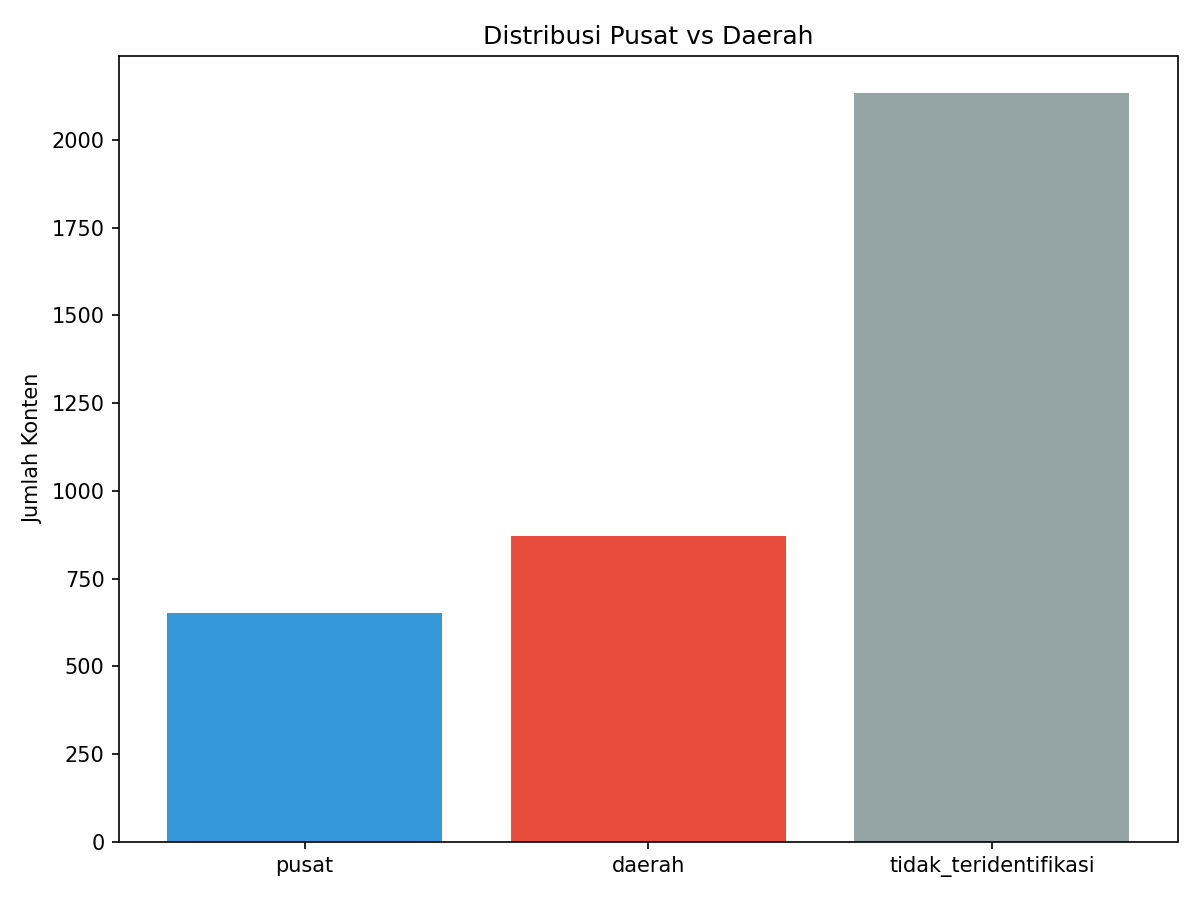 Distribusi Pusat vs Daerah
Jumlah Konten
2000
1750
1500
1250
1000
750
500
250
0
pusat
daerah
tidak_teridentifikasi